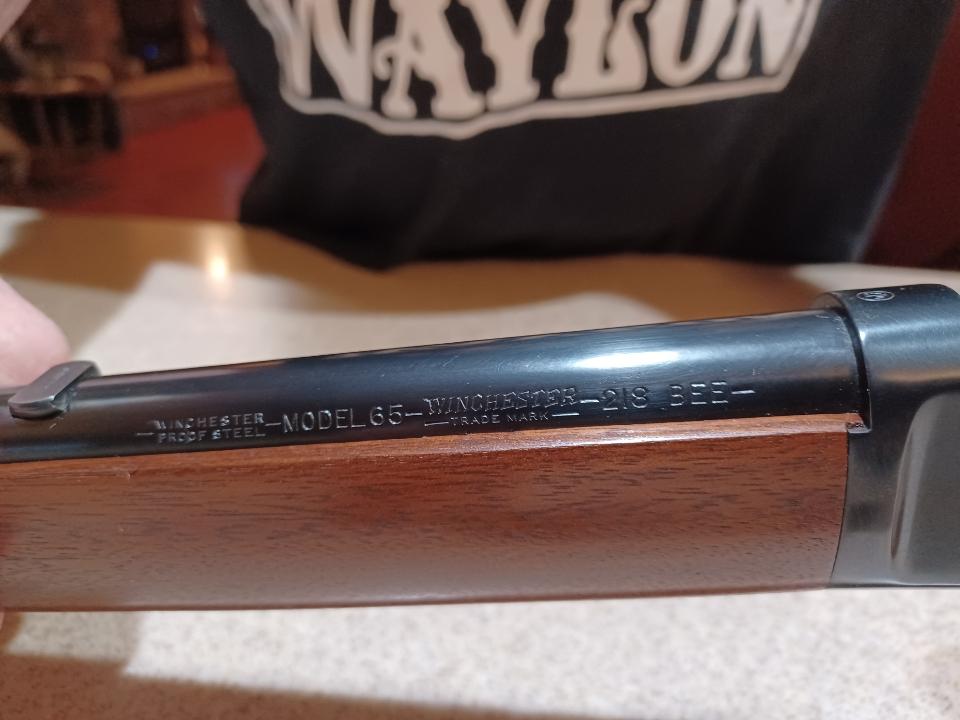 WAYLON
W
WINCHESTER
PROOF STEEL
-MODEL 65-
WINCHESTER
-TRADE MARK-
-218 BEE-